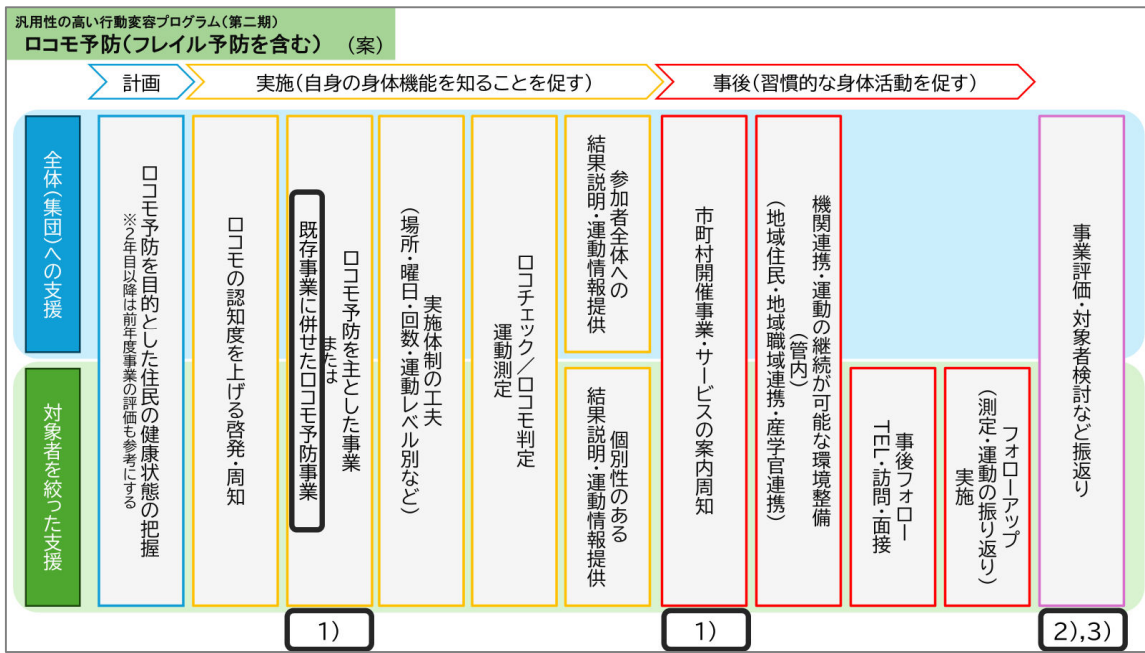 汎用性の高い行動変容プログラム(第二期)
ロコモ予防(フレイル予防を含む) (案)
計画
実施(自身の身体機能を知ることを促す)
事後(習慣的な身体活動を促す)
全体(集団)への支援
対象者を絞った支援
ロコモ予防を目的とした住民の健康状態の把握
※2年目以降は前年度事業の評価も参考にする
ロコモの認知度を上げる啓発・周知
ロコモ予防を主とした事業
または
既存事業に併せたロコモ予防事業
実施体制の工夫
(場所・曜日・回数・運動レベル別など)
ロコチェック/ロコモ判定
運動測定
参加者全体への
結果説明・運動情報提供
個別性のある
結果説明・運動情報提供
市町村開催事業・サービスの案内周知
機関連携・運動の継続が可能な環境整備
(管内)
(地域住民・地域職域連携・産学官連携)
事後フォロー
TEL・訪問・面接
フォローアップ
(測定・運動の振り返り)
実施
事業評価・対象者検討など振返り
1)
1)
2),3)